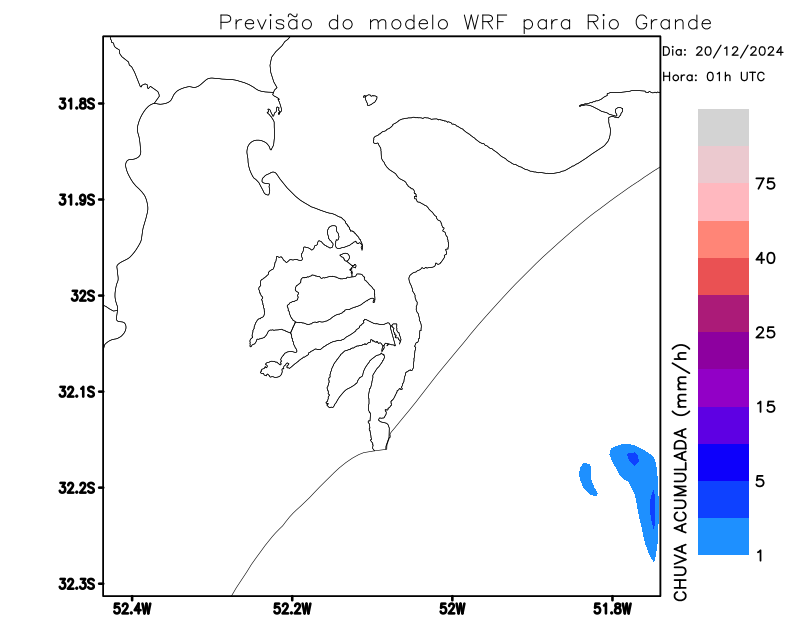 Previsão do modelo WRF para Rio Grande
Dia: 20/12/2024
Hora: 01h UTC
31.8S
31.9S
32S
32.1S
32.2S
32.3S
52.4W
52.2W
52W
51.8W
75
40
25
15
5
1
CHUVA ACUMULADA (mm/h)